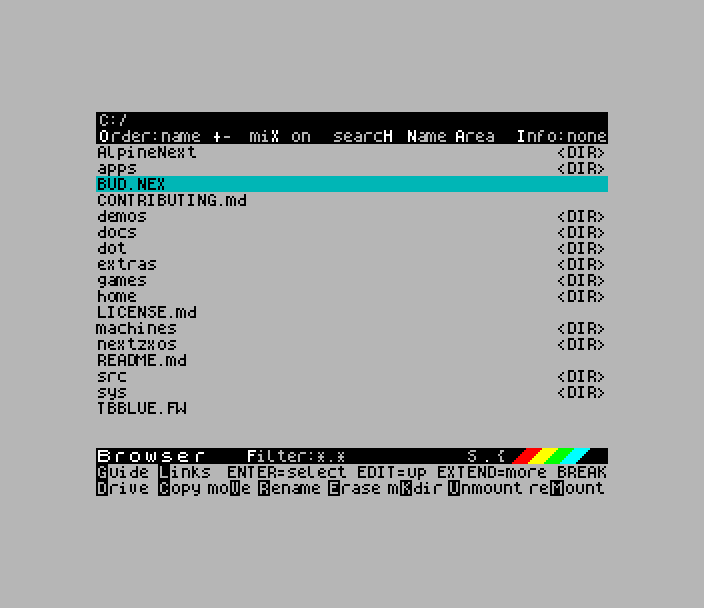 C:/
Order:name +- miX on searcH Name Area Info:none
AlpineNext <DIR>
apps <DIR>
BUD.NEX
CONTRIBUTING.md
demos <DIR>
docs <DIR>
dot <DIR>
extras <DIR>
games <DIR>
home <DIR>
LICENSE.md
machines <DIR>
nextzxos <DIR>
README.md
src <DIR>
sys <DIR>
TBBLUE.FW
Browser Filter:*.* S.{
Guide Links ENTER=select EDIT=up EXTEND=more BREAK
Drive Copy moVe Rename Erase mKdir Unmount reMount